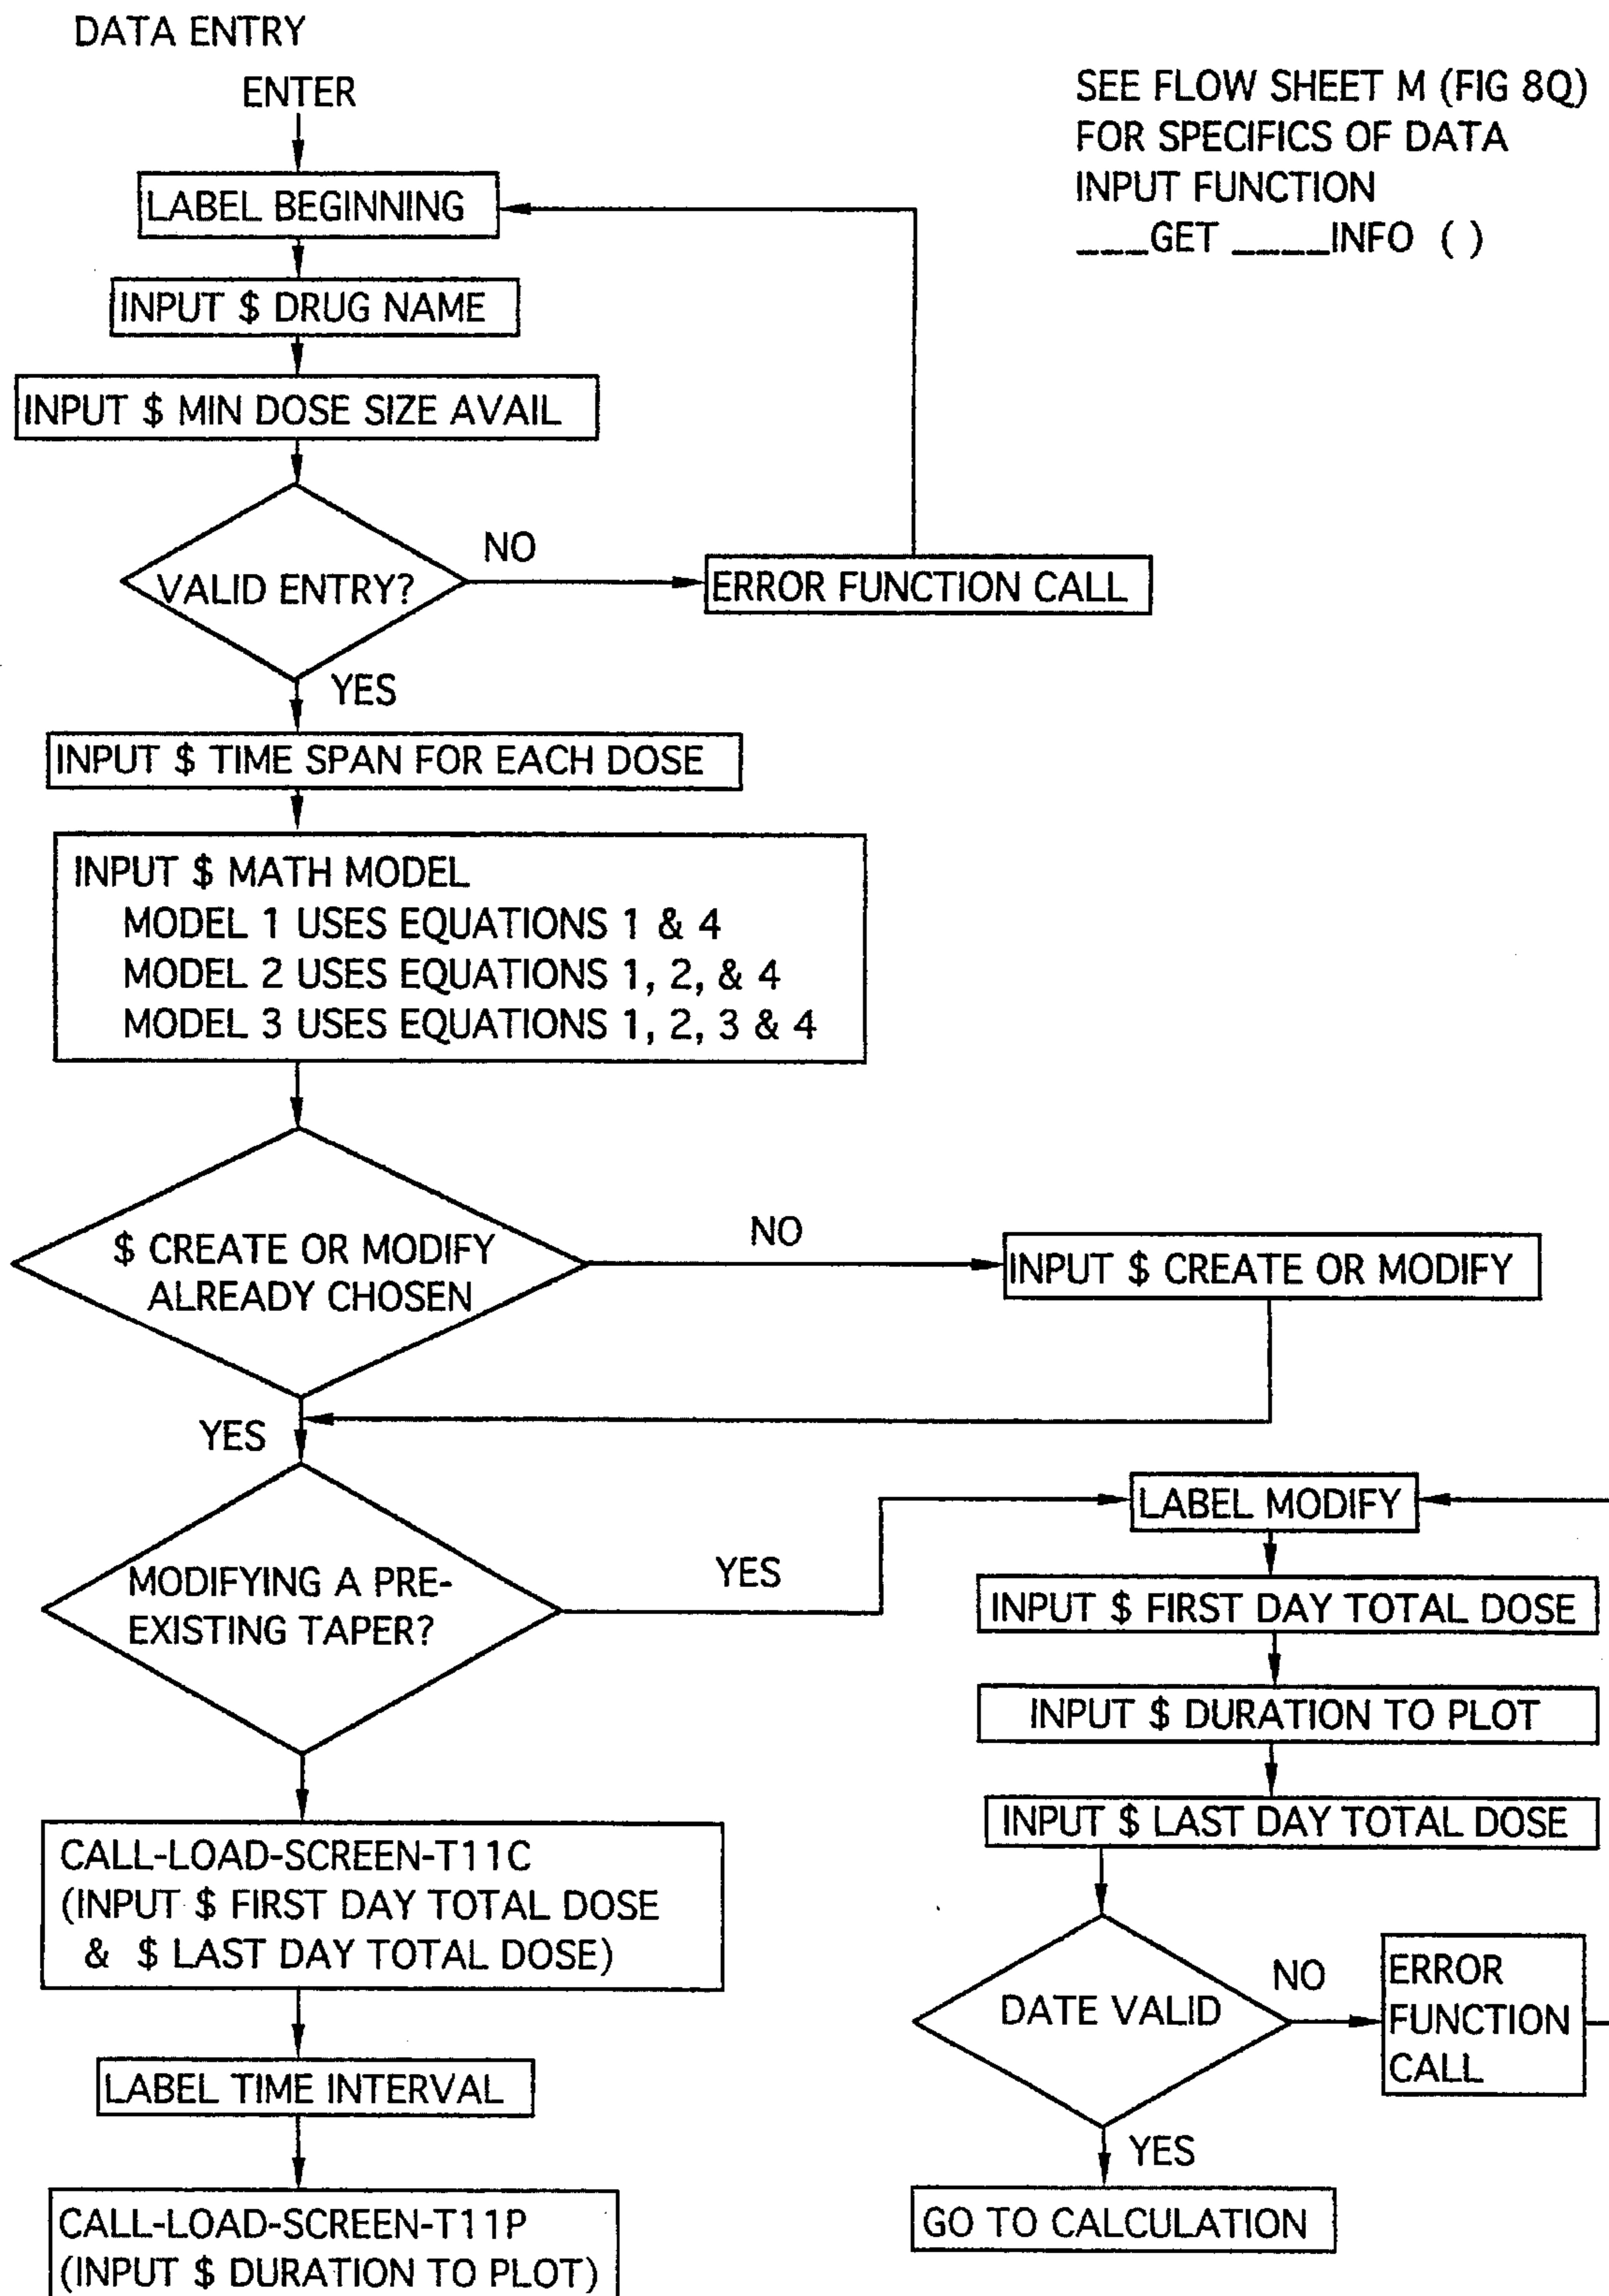 DATA ENTRY
ENTER
SEE FLOW SHEET M (FIG 8Q)
FOR SPECIFICS OF DATA
INPUT FUNCTION
___GET ____INFO ( )
LABEL BEGINNING
INPUT $ DRUG NAME
INPUT $ MIN DOSE SIZE AVAIL
VALID ENTRY?
NO
ERROR FUNCTION CALL
YES
INPUT $ TIME SPAN FOR EACH DOSE
INPUT $ MATH MODEL
MODEL 1 USES EQUATIONS 1 & 4
MODEL 2 USES EQUATIONS 1, 2, & 4
MODEL 3 USES EQUATIONS 1, 2, 3 & 4
$ CREATE OR MODIFY
ALREADY CHOSEN
NO
INPUT $ CREATE OR MODIFY
YES
MODIFYING A PRE-
EXISTING TAPER?
YES
LABEL MODIFY
INPUT $ FIRST DAY TOTAL DOSE
INPUT $ DURATION TO PLOT
INPUT $ LAST DAY TOTAL DOSE
DATE VALID
NO
ERROR
FUNCTION
CALL
YES
GO TO CALCULATION
CALL-LOAD-SCREEN-T11C
(INPUT $ FIRST DAY TOTAL DOSE
& $ LAST DAY TOTAL DOSE)
LABEL TIME INTERVAL
CALL-LOAD-SCREEN-T11P
(INPUT $ DURATION TO PLOT)